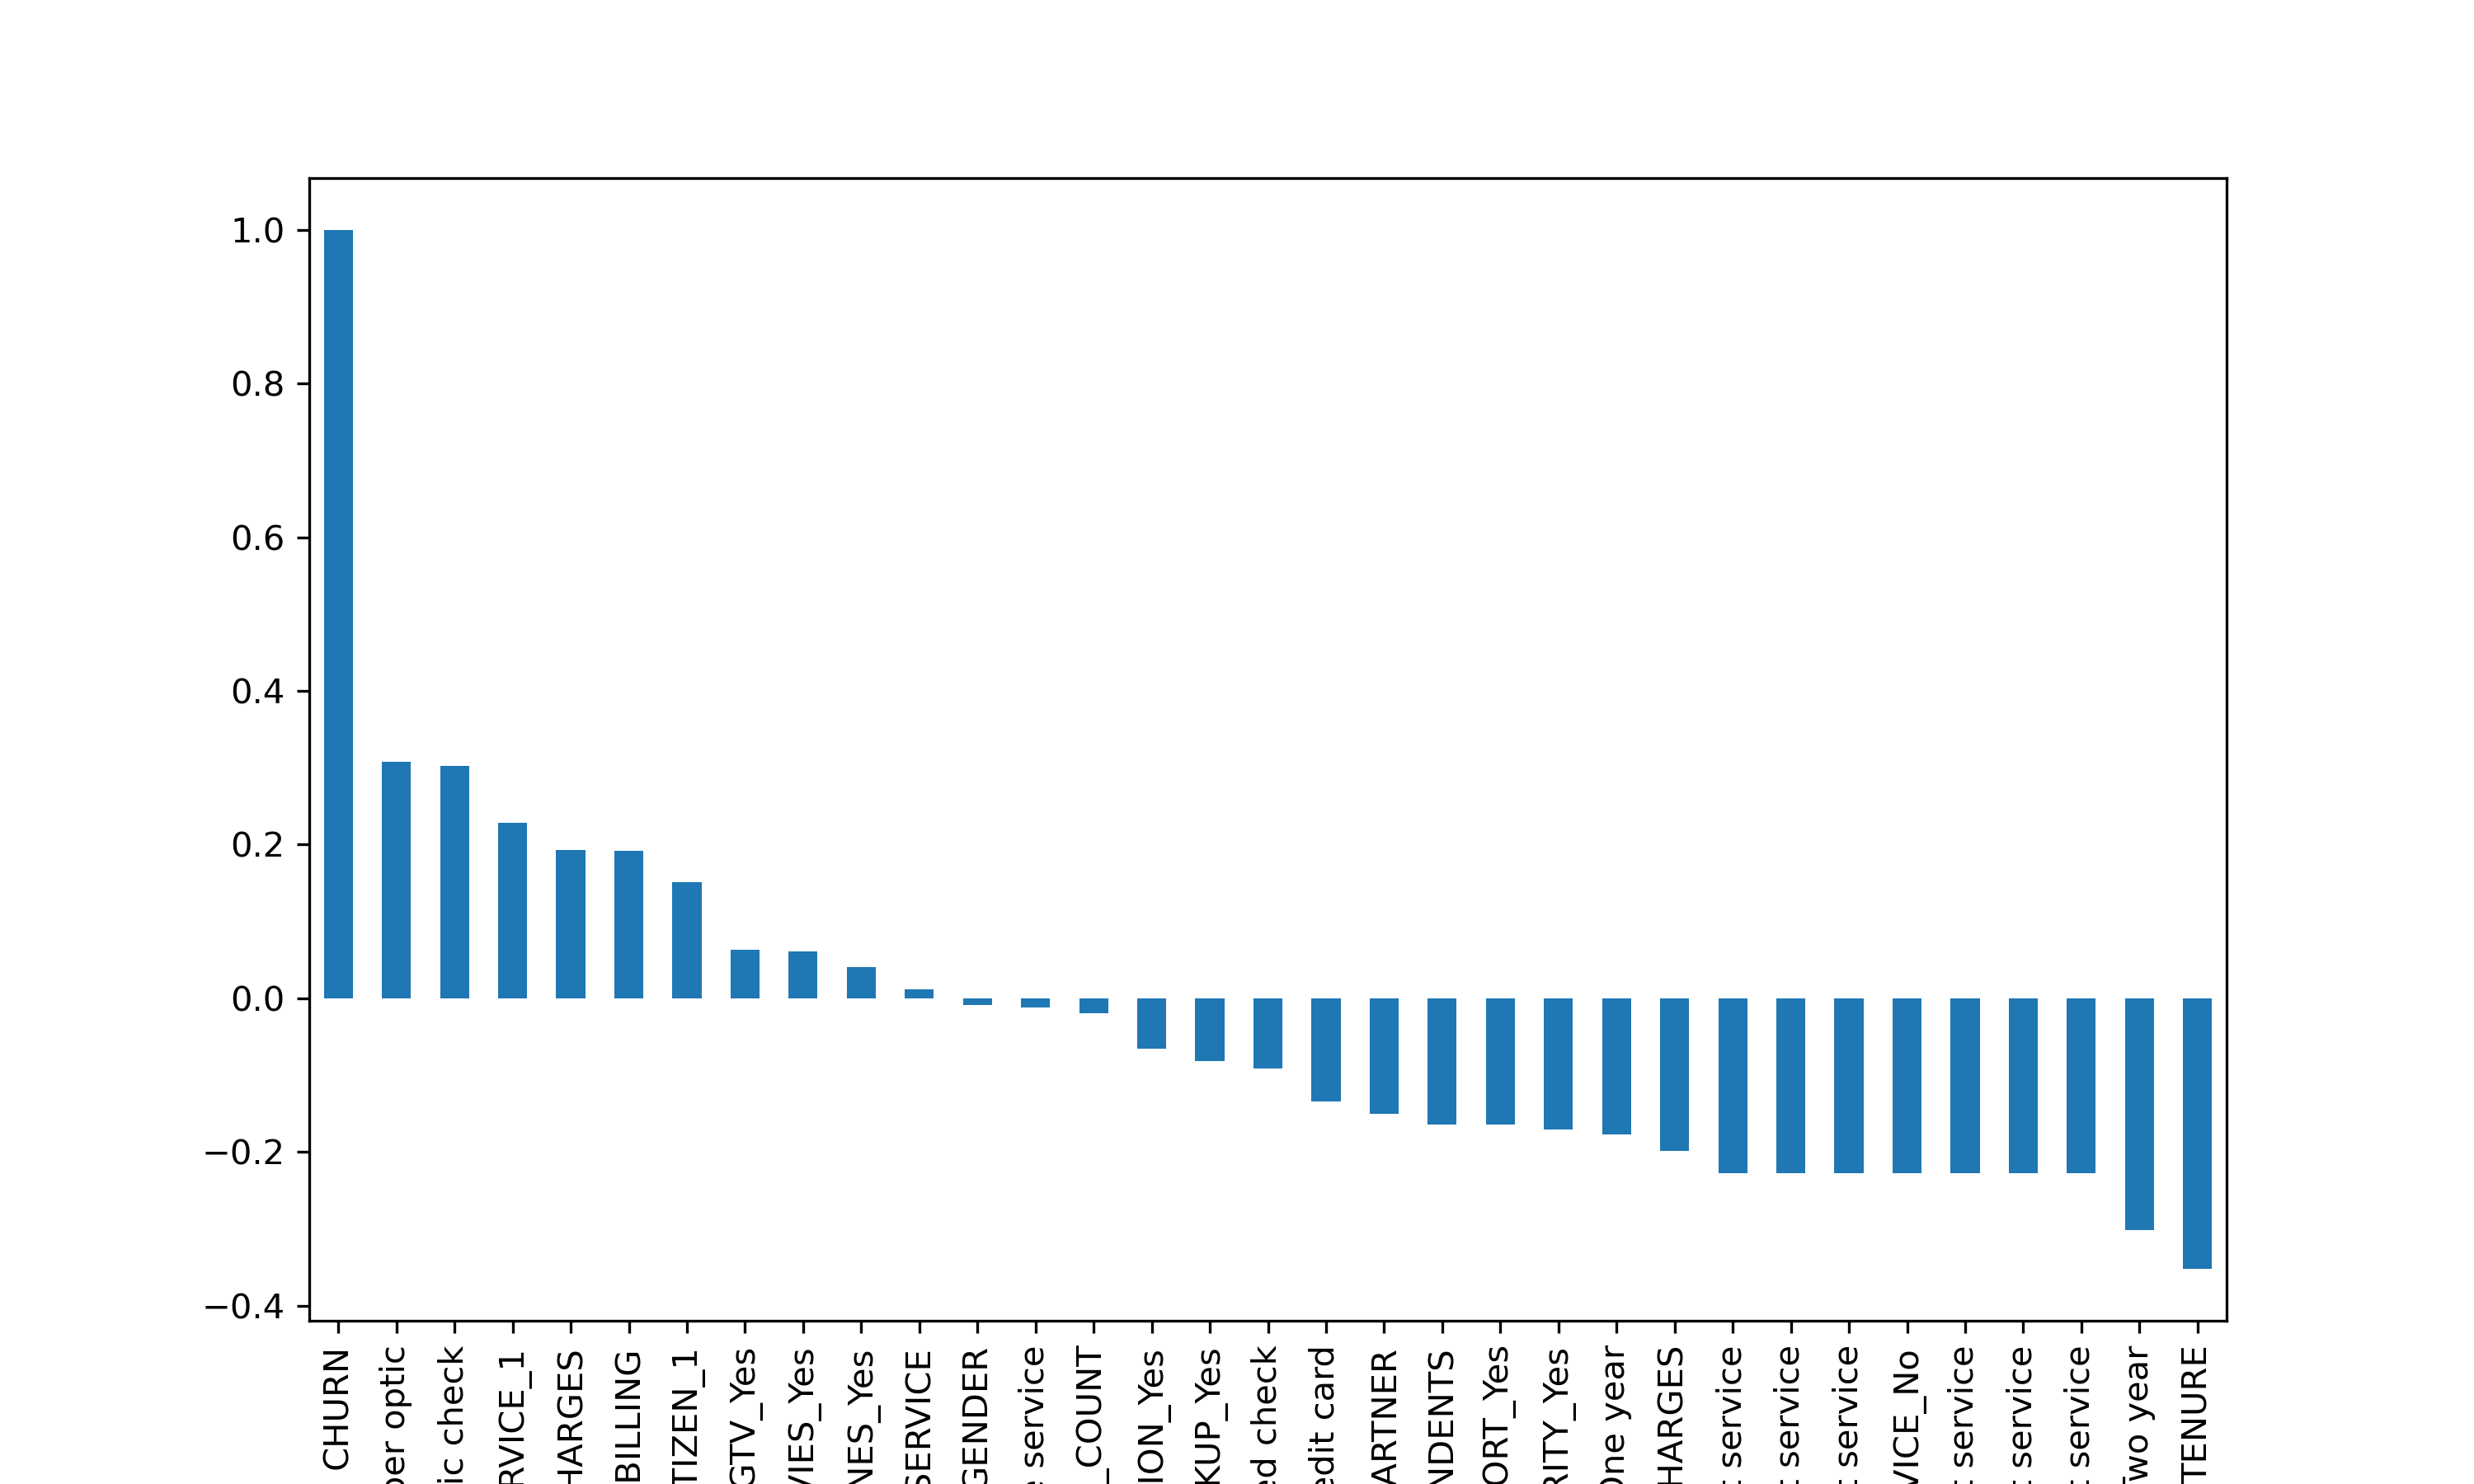 1.0
0.8
0.6
0.4
0.2
0.0
−0.2
−0.4
CHURN
ber optic
ic check
RVICE_1
HARGES
BILLING
TIZEN_1
GTV_Yes
VIES_Yes
NES_Yes
SERVICE
GENDER
service
_COUNT
ION_Yes
KUP_Yes
ed check
edit card
ARTNER
NDENTS
ORT_Yes
RITY_Yes
one year
HARGES
service
service
service
VICE_No
service
service
service
wo year
TENURE